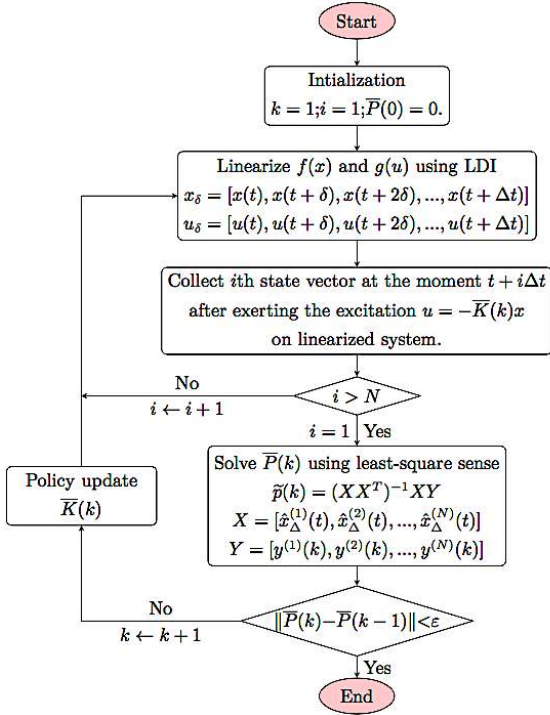 Start
Intialization
k = 1;i = 1;P̅(0) = 0.
Linearize f(x) and g(u) using LDI
x_δ = [x(t), x(t + δ), x(t + 2δ), ..., x(t + Δt)]
u_δ = [u(t), u(t + δ), u(t + 2δ), ..., u(t + Δt)]
Collect ith state vector at the moment t + iΔt
after exerting the excitation u = −K̅(k)x
on linearized system.
No
i ← i + 1
i > N
i = 1 Yes
Solve P̅(k) using least-square sense
p̃(k) = (XX^T)^{-1}XY
X = [x̂_Δ^{(1)}(t), x̂_Δ^{(2)}(t), ..., x̂_Δ^{(N)}(t)]
Y = [y^{(1)}(k), y^{(2)}(k), ..., y^{(N)}(k)]
Policy update
K̅(k)
No
k ← k + 1
‖P̅(k)−P̅(k − 1)‖<ε
Yes
End